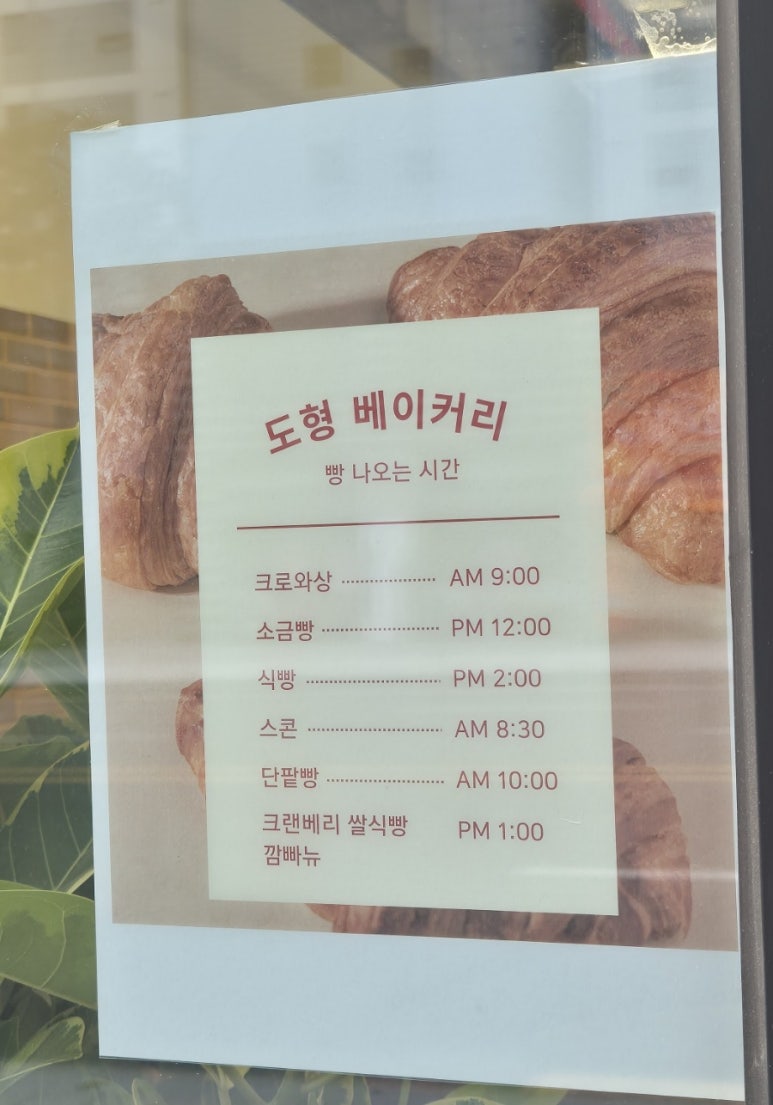 도형 베이커리
빵 나오는 시간
크로와상 ························ AM 9:00
소금빵 ······························ PM 12:00
식빵 ·································· PM 2:00
스콘 ·································· AM 8:30
단팥빵 ······························ AM 10:00
크랜베리 쌀식빵 PM 1:00
깜빠뉴